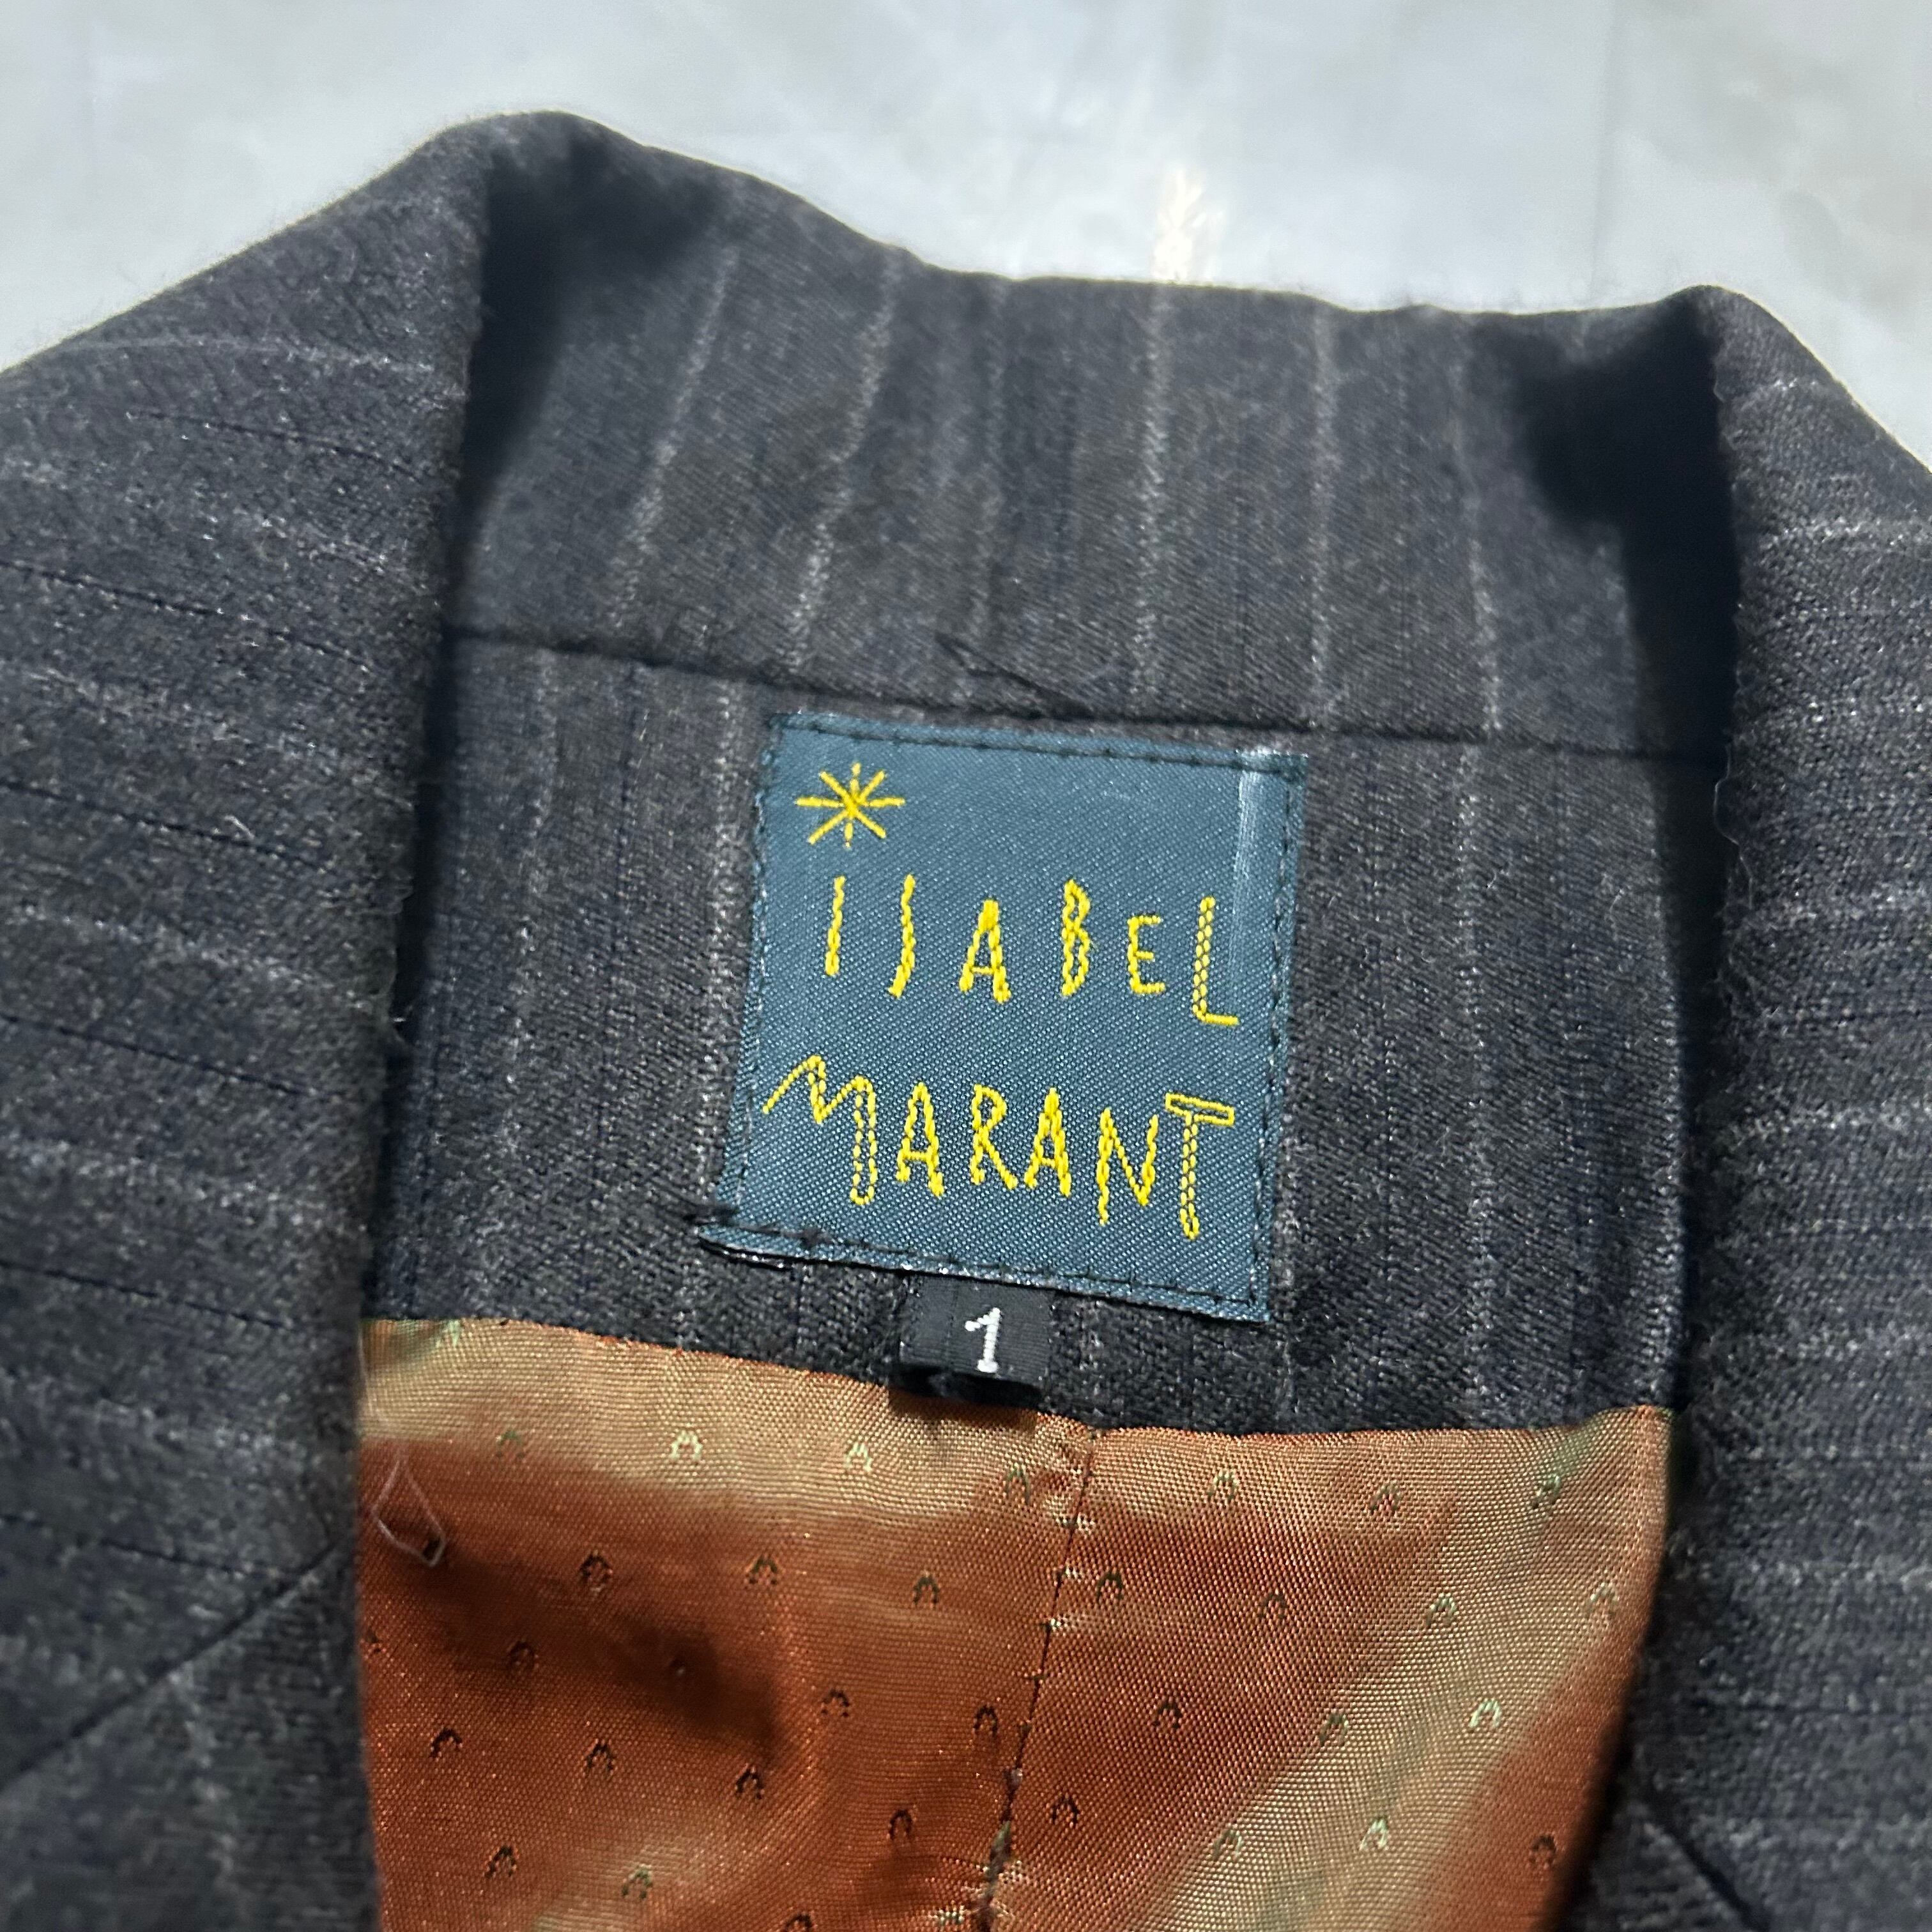 ISABEL
MARANT
1